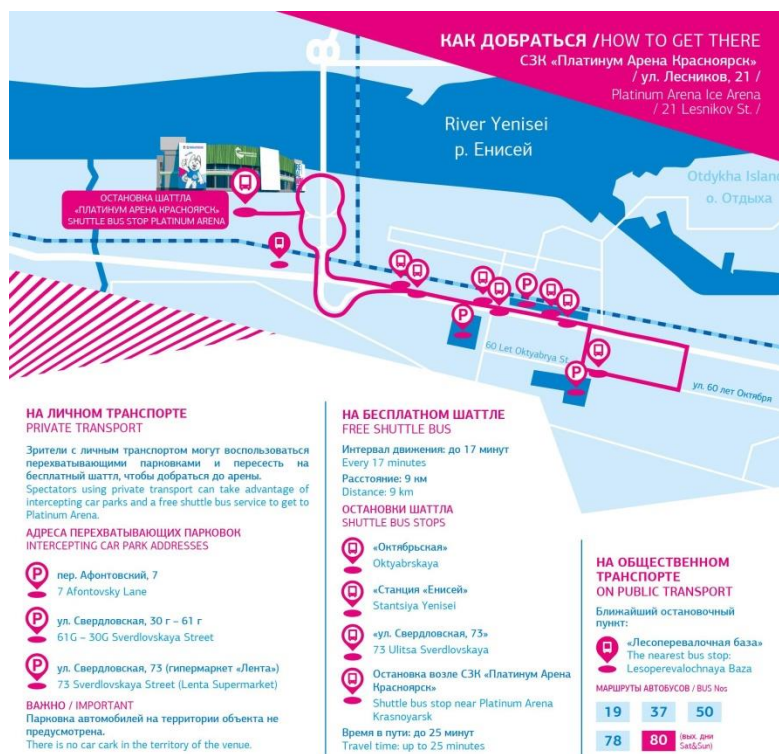 КАК ДОБРАТЬСЯ /HOW TO GET THERE
СЗК «Платинум Арена Красноярск»
/ ул. Лесников, 21 /
Platinum Arena Ice Arena
/ 21 Lesnikov St. /
River Yenisei
р. Енисей
Otdykha Island
о. Отдыха
ОСТАНОВКА ШАТТЛА
«ПЛАТИНУМ АРЕНА КРАСНОЯРСК»
SHUTTLE BUS STOP PLATINUM ARENA
P
P
60 Let Oktyabrya St.
P
ул. 60 лет Октября
НА ЛИЧНОМ ТРАНСПОРТЕ
PRIVATE TRANSPORT
Зрители с личным транспортом могут воспользоваться
перехватывающими парковками и пересесть на
бесплатный шаттл, чтобы добраться до арены.
Spectators using private transport can take advantage of
intercepting car parks and a free shuttle bus service to get to
Platinum Arena.
АДРЕСА ПЕРЕХВАТЫВАЮЩИХ ПАРКОВОК
INTERCEPTING CAR PARK ADDRESSES
P
пер. Афонтовский, 7
7 Afontovsky Lane
P
ул. Свердловская, 30 г – 61 г
61G – 30G Sverdlovskaya Street
P
ул. Свердловская, 73 (гипермаркет «Лента»)
73 Sverdlovskaya Street (Lenta Supermarket)
ВАЖНО / IMPORTANT
Парковка автомобилей на территории объекта не
предусмотрена.
There is no car cark in the territory of the venue.
НА БЕСПЛАТНОМ ШАТТЛЕ
FREE SHUTTLE BUS
Интервал движения: до 17 минут
Every 17 minutes
Расстояние: 9 км
Distance: 9 km
ОСТАНОВКИ ШАТТЛА
SHUTTLE BUS STOPS
«Октябрьская»
Oktyabrskaya
«Станция «Енисей»
Stantsiya Yenisei
«ул. Свердловская, 73»
73 Ulitsa Sverdlovskaya
Остановка возле СЗК «Платинум Арена
Красноярск»
Shuttle bus stop near Platinum Arena
Krasnoyarsk
Время в пути: до 25 минут
Travel time: up to 25 minutes
НА ОБЩЕСТВЕННОМ
ТРАНСПОРТЕ
ON PUBLIC TRANSPORT
Ближайший остановочный
пункт:
«Лесоперевалочная база»
The nearest bus stop:
Lesoperevalochnaya Baza
МАРШРУТЫ АВТОБУСОВ / BUS Nos
19 37 50
78 80 (вых. дни
Sat&Sun)